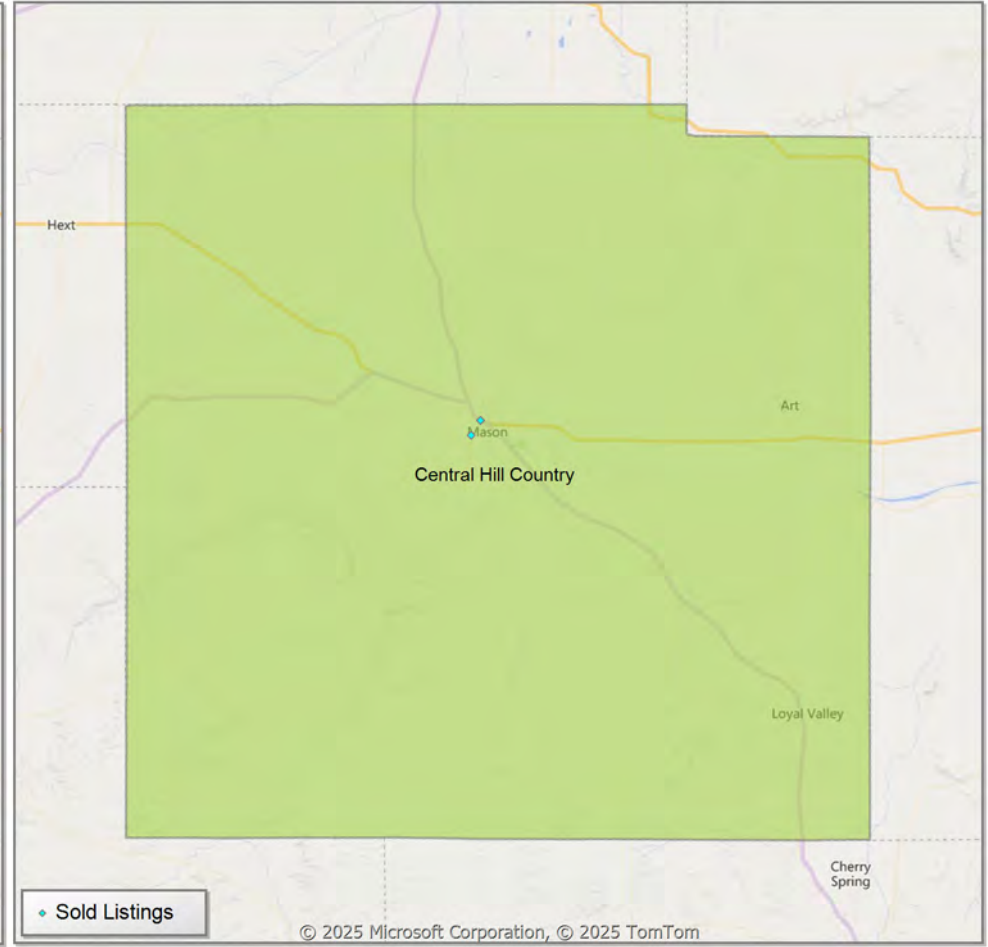 Hext
Art
Mason
Central Hill Country
Loyal Valley
Cherry
Spring
Sold Listings
© 2025 Microsoft Corporation, © 2025 TomTom